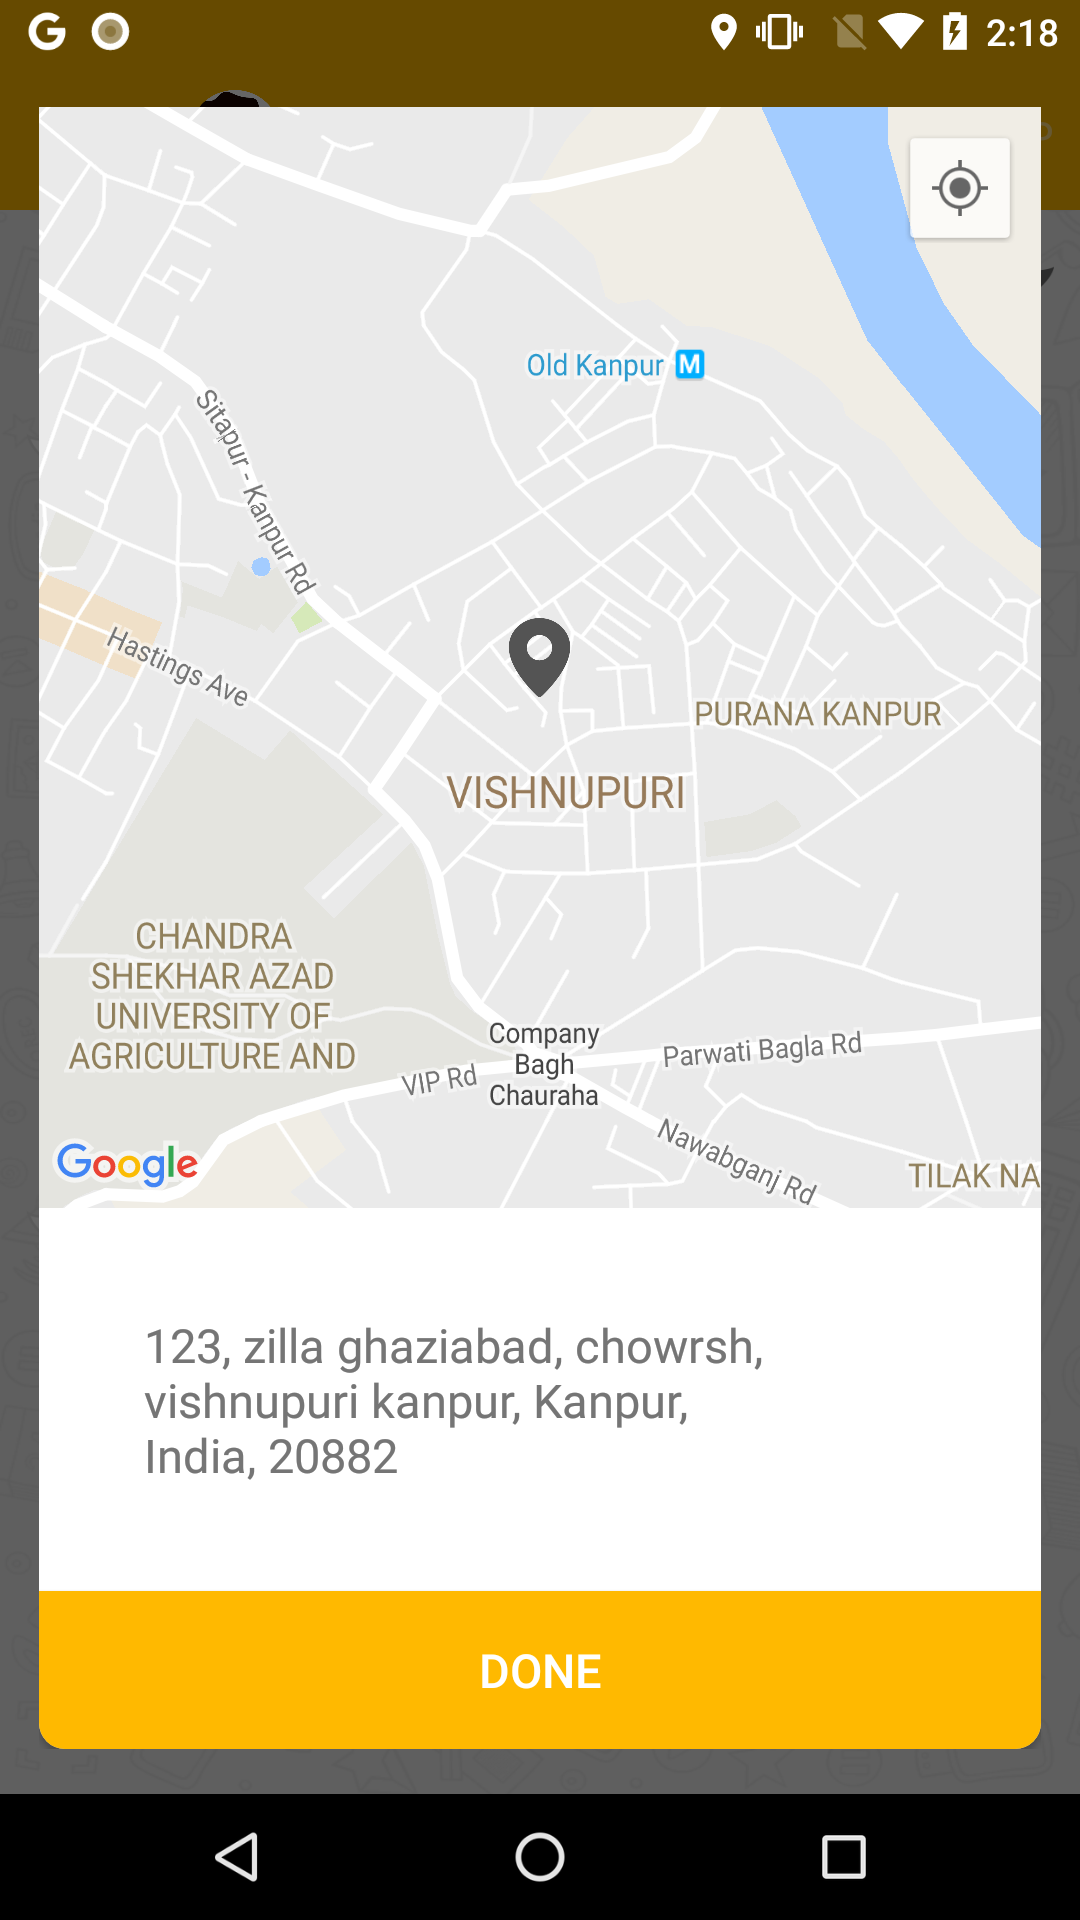 2:18
Old Kanpur M
Sitapur - Kanpur Rd
Hastings Ave
PURANA KANPUR
VISHNUPURI
CHANDRA
SHEKHAR AZAD
UNIVERSITY OF
AGRICULTURE AND
Company
Bagh
Chauraha
Parwati Bagla Rd
VIP Rd
Nawabganj Rd
Google
TILAK NA
123, zilla ghaziabad, chowrsh,
vishnupuri kanpur, Kanpur,
India, 20882
DONE